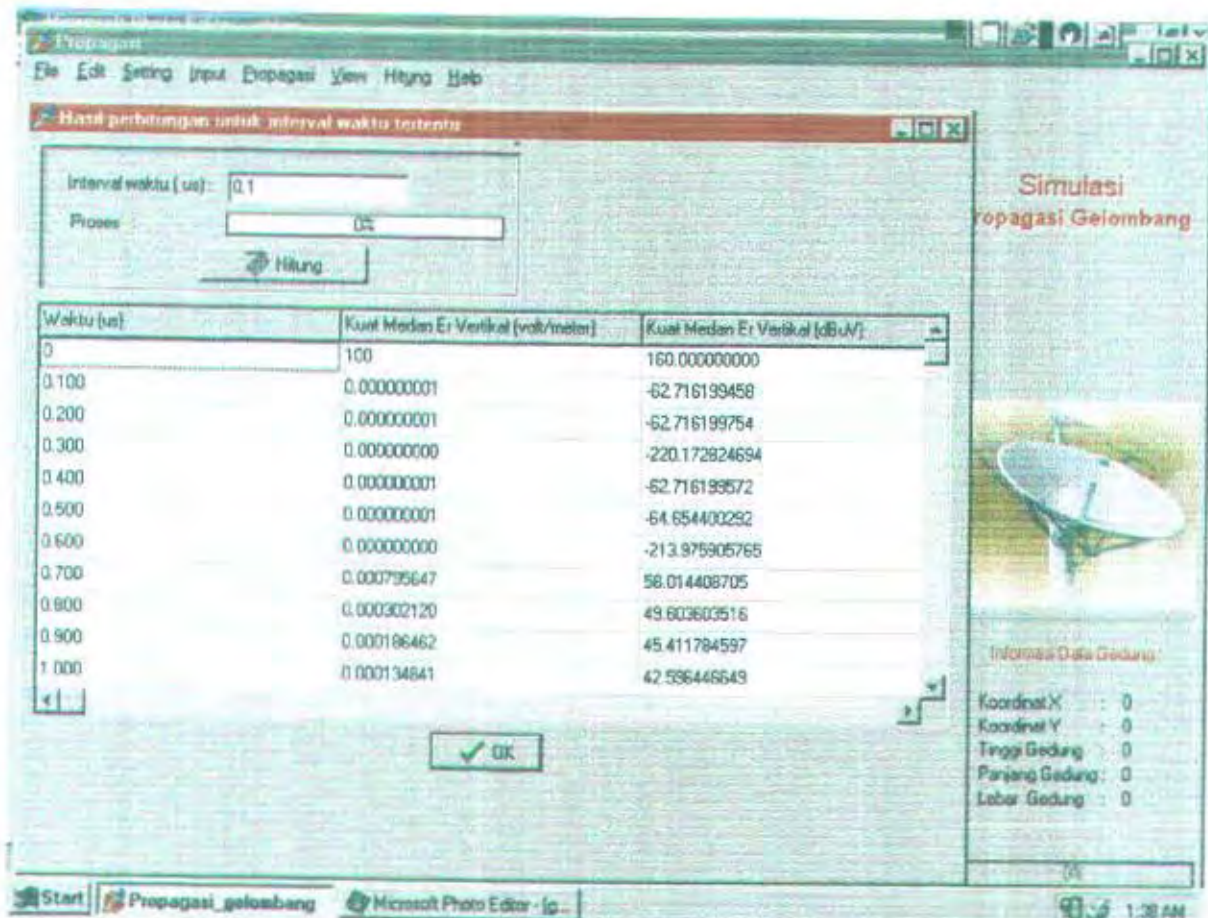 Propagasi
File Edit Setting Input Propagasi View Hitung Help
Hasil perhitungan untuk interval waktu tertentu
Interval waktu ( us) : 0.1
Proses : 0%
Hitung
Waktu (us) Kuat Medan Er Vertikal (volt/meter) Kuat Medan Er Vertikal (dBuV)
0 100 160.000000000
0.100 0.000000001 -62.716199458
0.200 0.000000001 -62.716199754
0.300 0.000000000 -220.172824694
0.400 0.000000001 -62.716199572
0.500 0.000000001 -64.654400292
0.600 0.000000000 -213.975905765
0.700 0.000795647 58.014408705
0.800 0.000302120 49.603603516
0.900 0.000186462 45.411784597
1.000 0.000134841 42.596446649
OK
Simulasi
ropagasi Gelombang
Informasi Data Gedung :
Koordinat X : 0
Koordinat Y : 0
Tinggi Gedung : 0
Panjang Gedung : 0
Lebar Gedung : 0
0%
Start Propagasi_gelombang Microsoft Photo Editor - [g... 1:28 AM